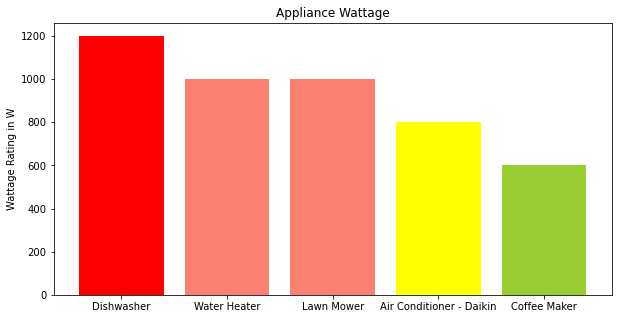 Appliance Wattage
Wattage Rating in W
1200
1000
800
600
400
200
0
Dishwasher
Water Heater
Lawn Mower
Air Conditioner - Daikin
Coffee Maker